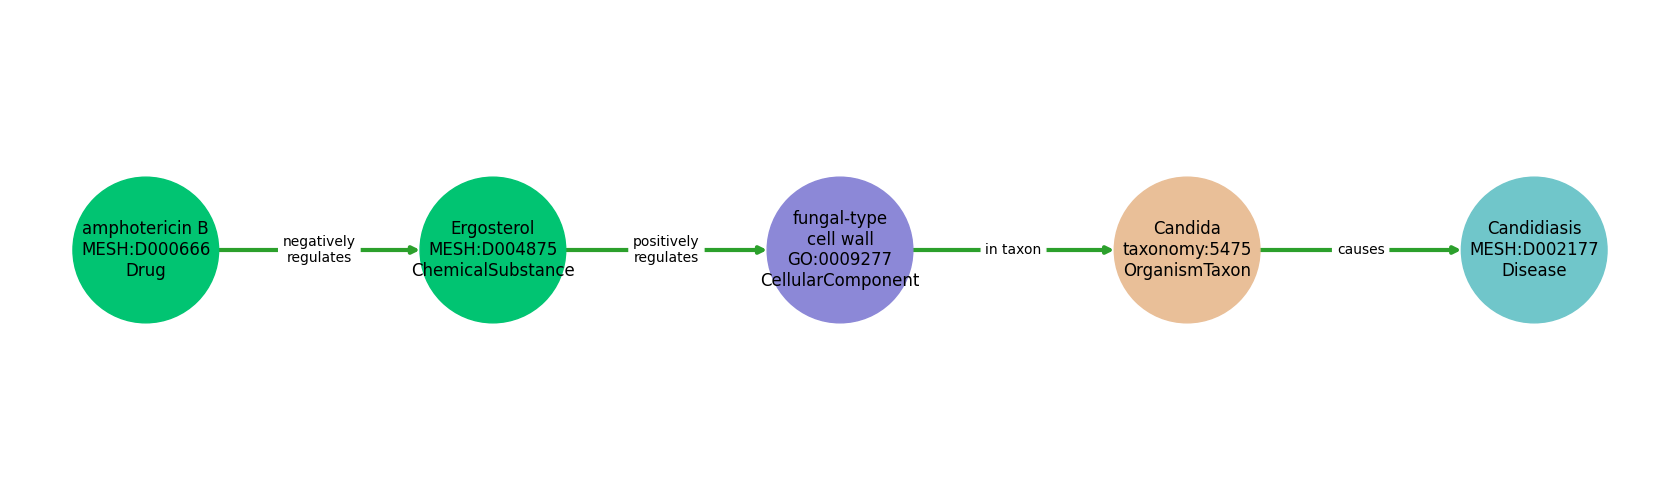 amphotericin B
MESH:D000666
Drug
negatively
regulates
Ergosterol
MESH:D004875
ChemicalSubstance
positively
regulates
fungal-type
cell wall
GO:0009277
CellularComponent
in taxon
Candida
taxonomy:5475
OrganismTaxon
causes
Candidiasis
MESH:D002177
Disease